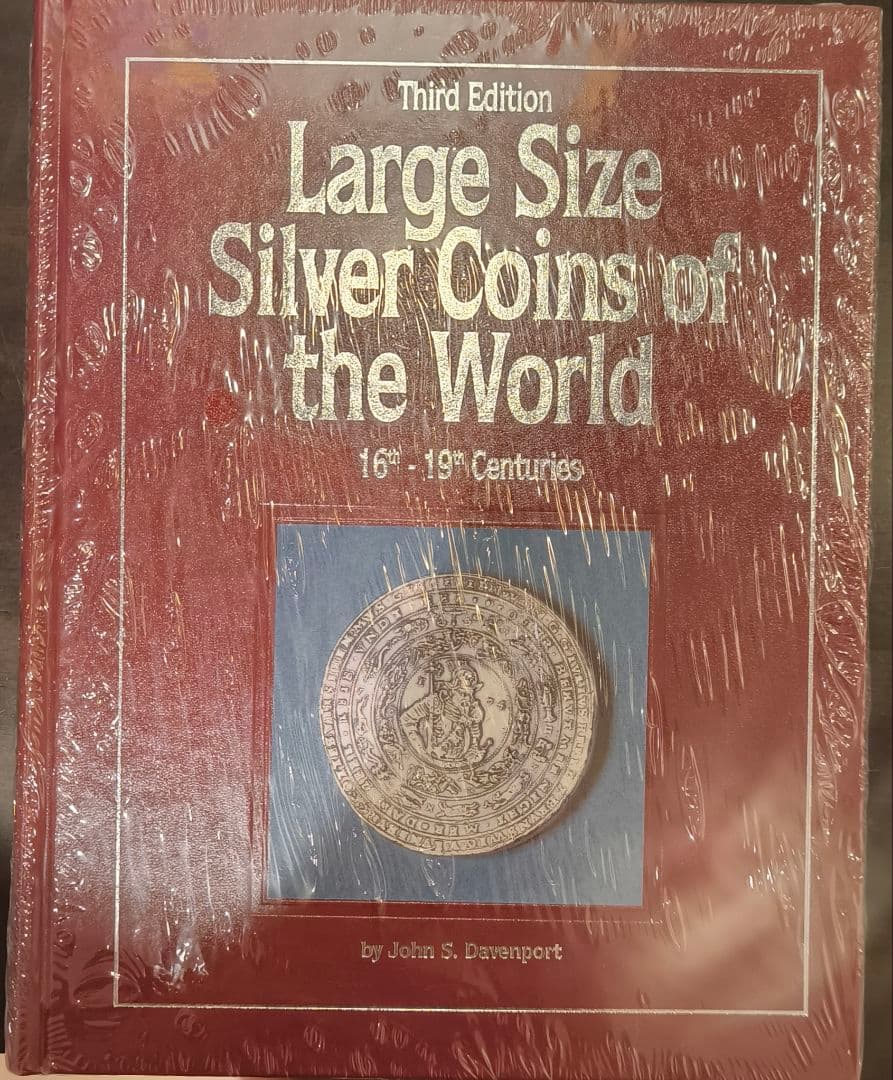 Third Edition
Large Size
Silver Coins of
the World
16th - 19th Centuries
by John S. Davenport